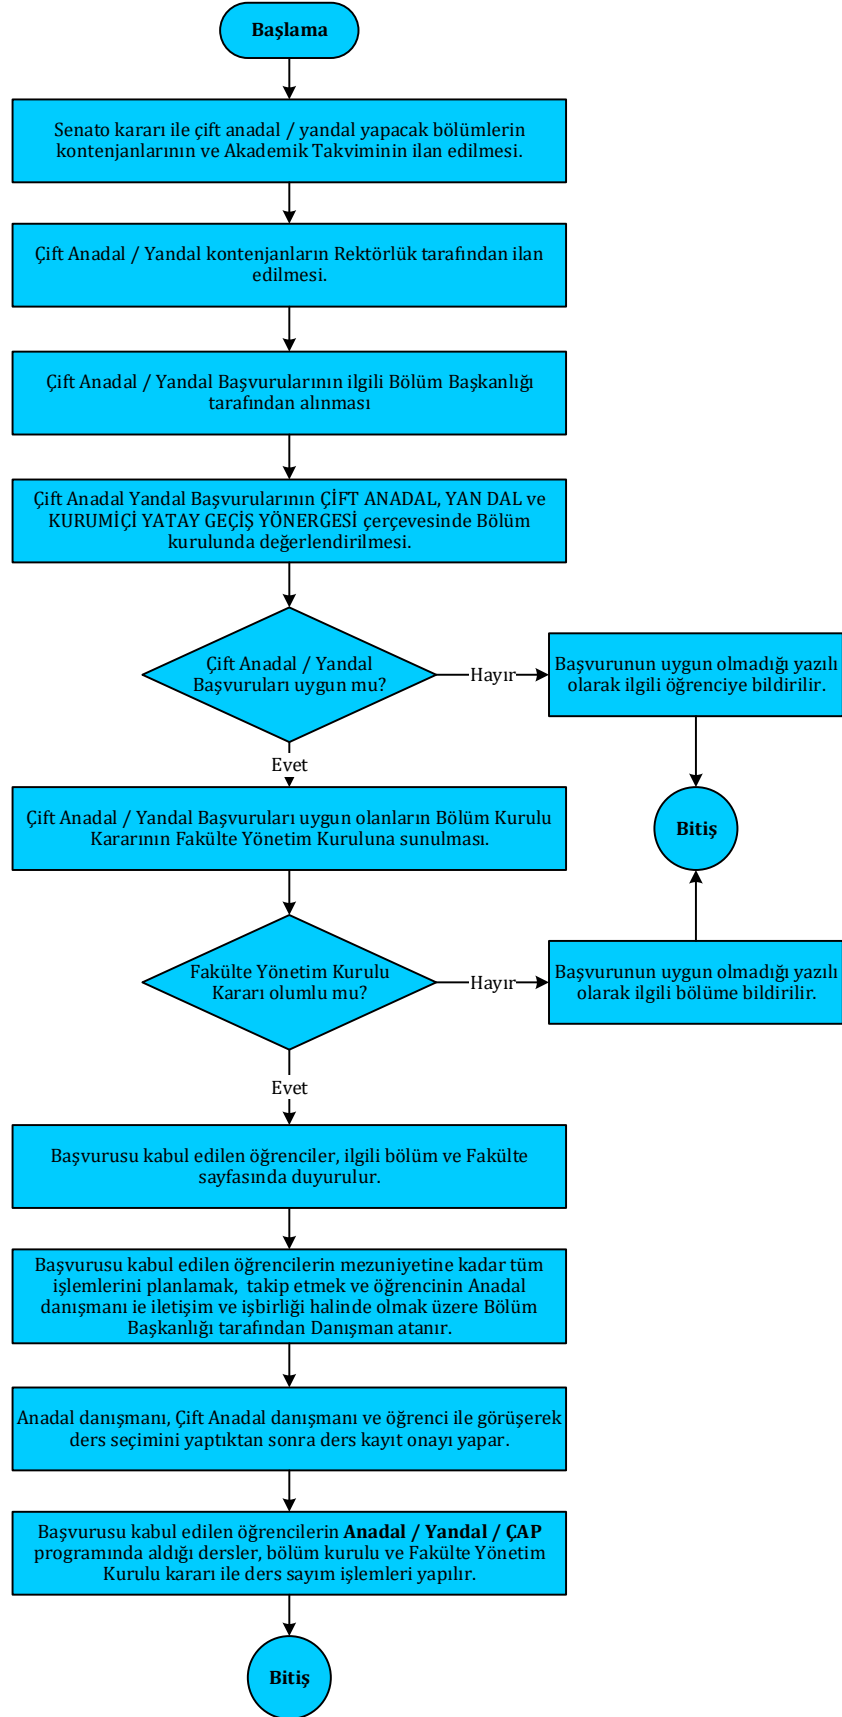 Başlama
Senato kararı ile çift anadal / yandal yapacak bölümlerin
kontenjanlarının ve Akademik Takviminin ilan edilmesi.
Çift Anadal / Yandal kontenjanların Rektörlük tarafından ilan
edilmesi.
Çift Anadal / Yandal Başvurularının ilgili Bölüm Başkanlığı
tarafından alınması
Çift Anadal Yandal Başvurularının ÇİFT ANADAL, YAN DAL ve
KURUMİÇİ YATAY GEÇİŞ YÖNERGESİ çerçevesinde Bölüm
kurulunda değerlendirilmesi.
Çift Anadal / Yandal
Başvuruları uygun mu?
Hayır
Başvurunun uygun olmadığı yazılı
olarak ilgili öğrenciye bildirilir.
Evet
Çift Anadal / Yandal Başvuruları uygun olanların Bölüm Kurulu
Kararının Fakülte Yönetim Kuruluna sunulması.
Bitiş
Fakülte Yönetim Kurulu
Kararı olumlu mu?
Hayır
Başvurunun uygun olmadığı yazılı
olarak ilgili bölüme bildirilir.
Evet
Başvurusu kabul edilen öğrenciler, ilgili bölüm ve Fakülte
sayfasında duyurulur.
Başvurusu kabul edilen öğrencilerin mezuniyetine kadar tüm
işlemlerini planlamak,  takip etmek ve öğrencinin Anadal
danışmanı ie iletişim ve işbirliği halinde olmak üzere Bölüm
Başkanlığı tarafından Danışman atanır.
Anadal danışmanı, Çift Anadal danışmanı ve öğrenci ile görüşerek
ders seçimini yaptıktan sonra ders kayıt onayı yapar.
Başvurusu kabul edilen öğrencilerin Anadal / Yandal / ÇAP
programında aldığı dersler, bölüm kurulu ve Fakülte Yönetim
Kurulu kararı ile ders sayım işlemleri yapılır.
Bitiş